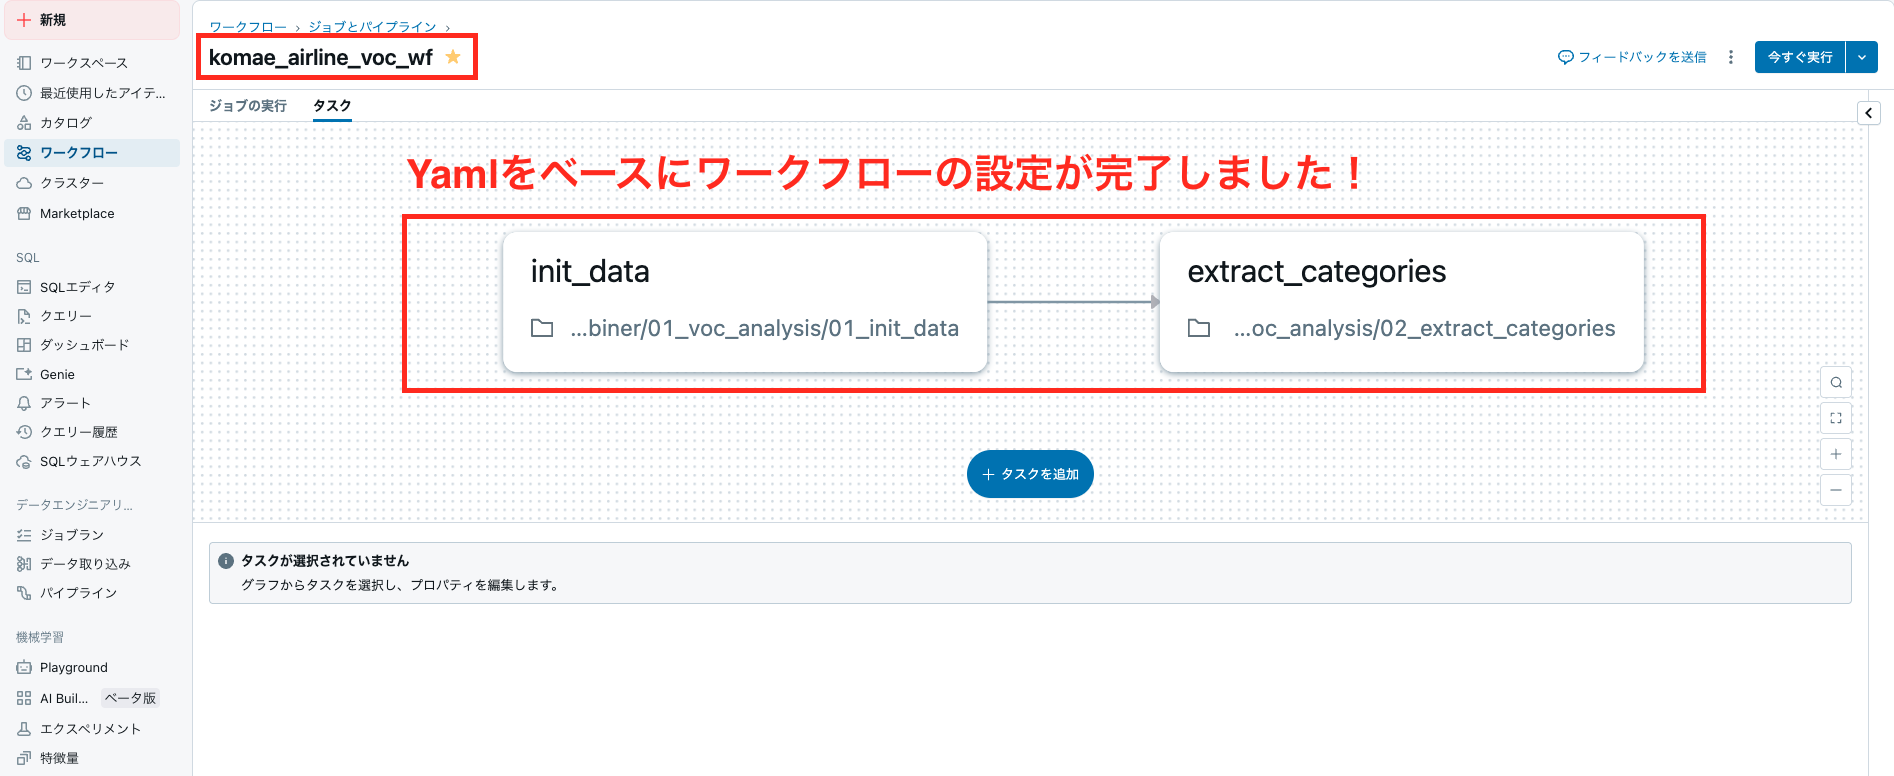 新規
ワークスペース
最近使用したアイテ...
カタログ
ワークフロー
クラスター
Marketplace
SQL
SQLエディタ
クエリー
ダッシュボード
Genie
アラート
クエリー履歴
SQLウェアハウス
データエンジニアリ...
ジョブラン
データ取り込み
パイプライン
機械学習
Playground
AI Buil... ベータ版
エクスペリメント
特徴量
ワークフロー › ジョブとパイプライン ›
komae_airline_voc_wf
フィードバックを送信
今すぐ実行
ジョブの実行 タスク
Yamlをベースにワークフローの設定が完了しました！
init_data
...biner/01_voc_analysis/01_init_data
extract_categories
...oc_analysis/02_extract_categories
タスクを追加
タスクが選択されていません
グラフからタスクを選択し、プロパティを編集します。